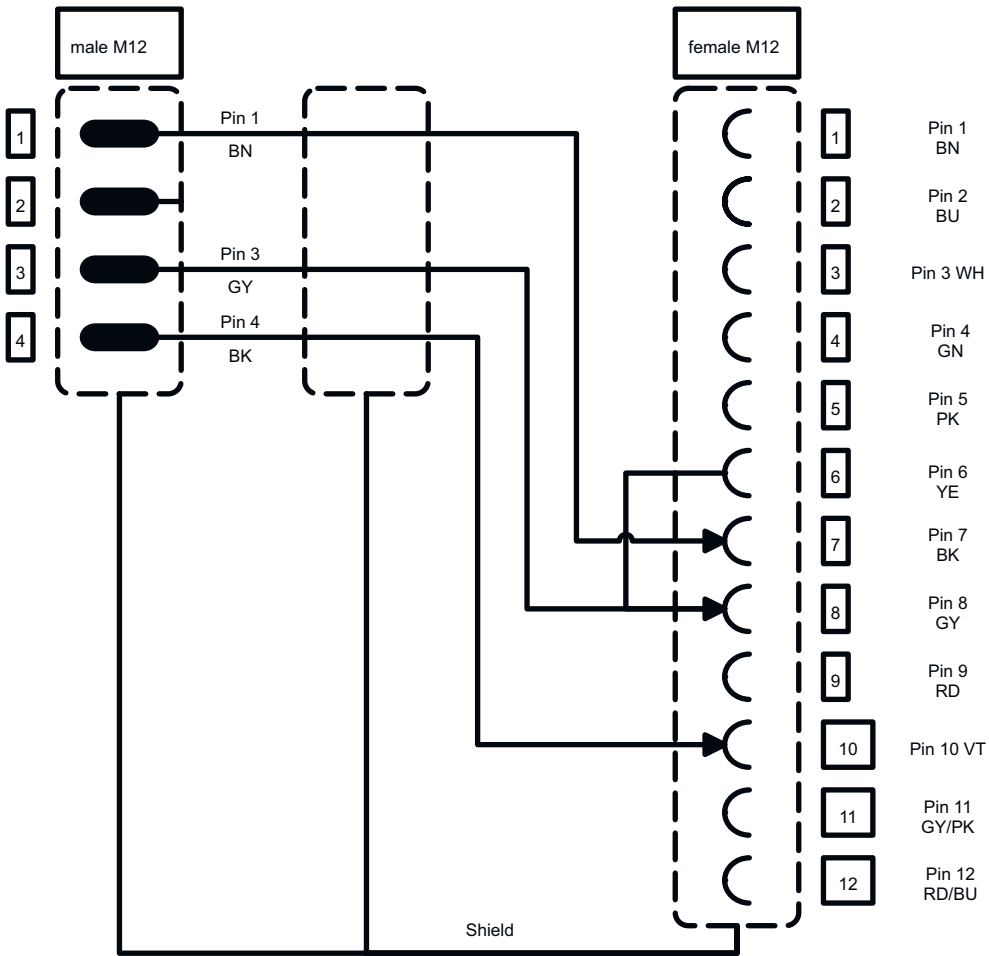 male M12
female M12
1
Pin 1
BN
2
3
Pin 3
GY
4
Pin 4
BK
1
Pin 1
BN
2
Pin 2
BU
3
Pin 3 WH
4
Pin 4
GN
5
Pin 5
PK
6
Pin 6
YE
7
Pin 7
BK
8
Pin 8
GY
9
Pin 9
RD
10
Pin 10 VT
11
Pin 11
GY/PK
12
Pin 12
RD/BU
Shield